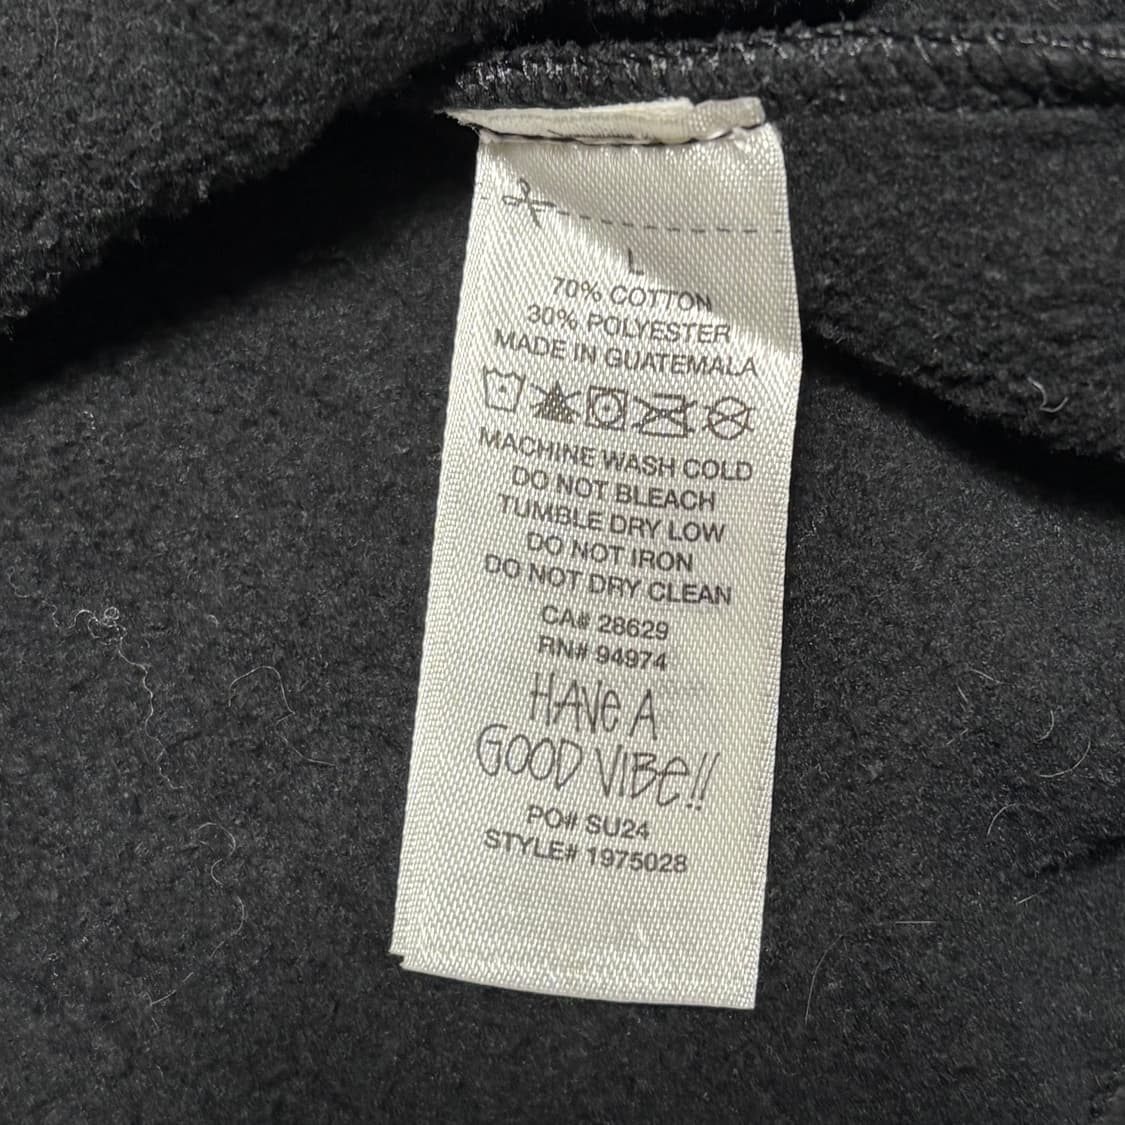 L
70% COTTON
30% POLYESTER
MADE IN GUATEMALA
MACHINE WASH COLD
DO NOT BLEACH
TUMBLE DRY LOW
DO NOT IRON
DO NOT DRY CLEAN
CA# 28629
RN# 94974
HAVe A
GOOD VIBe!!
PO# SU24
STYLE# 1975028